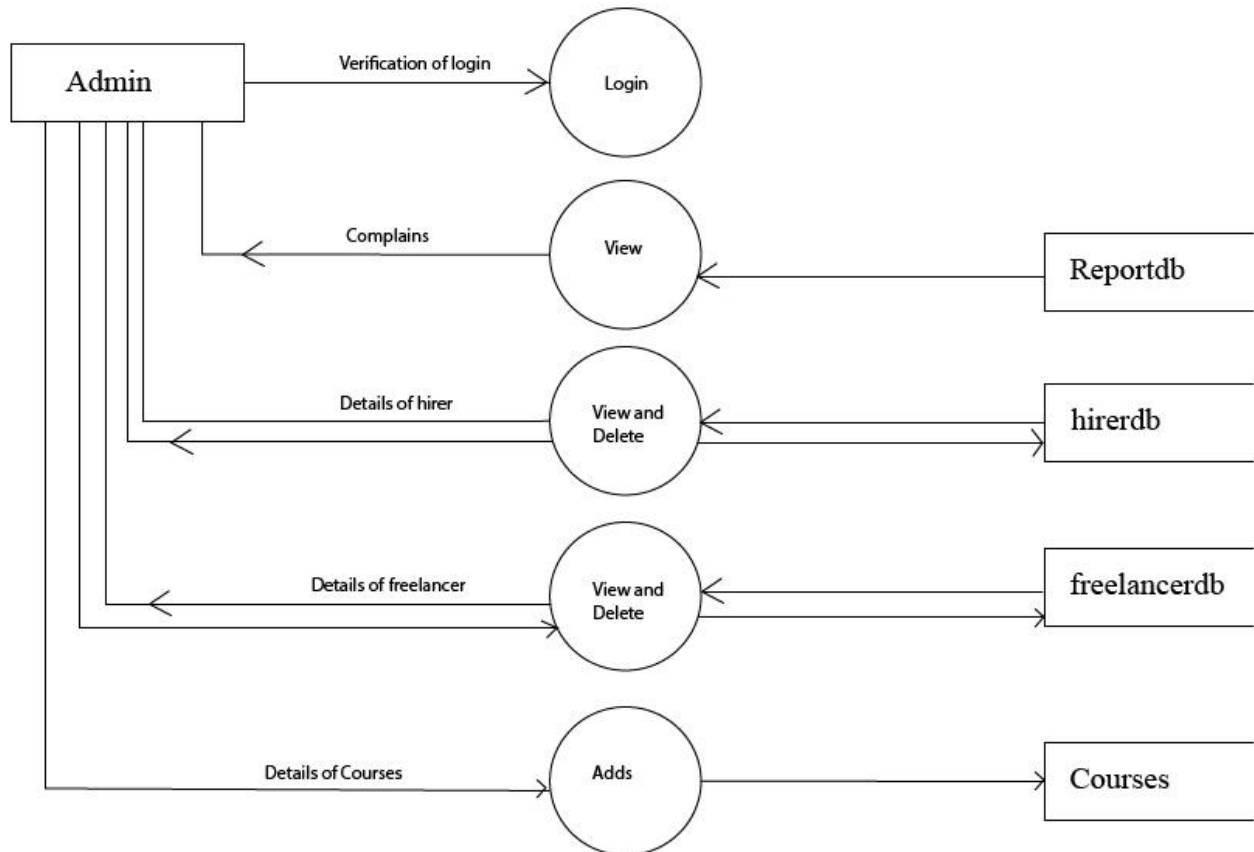 Admin
Verification of login
Login
Complains
View
Reportdb
Details of hirer
View and
Delete
hirerdb
Details of freelancer
View and
Delete
freelancerdb
Details of Courses
Adds
Courses